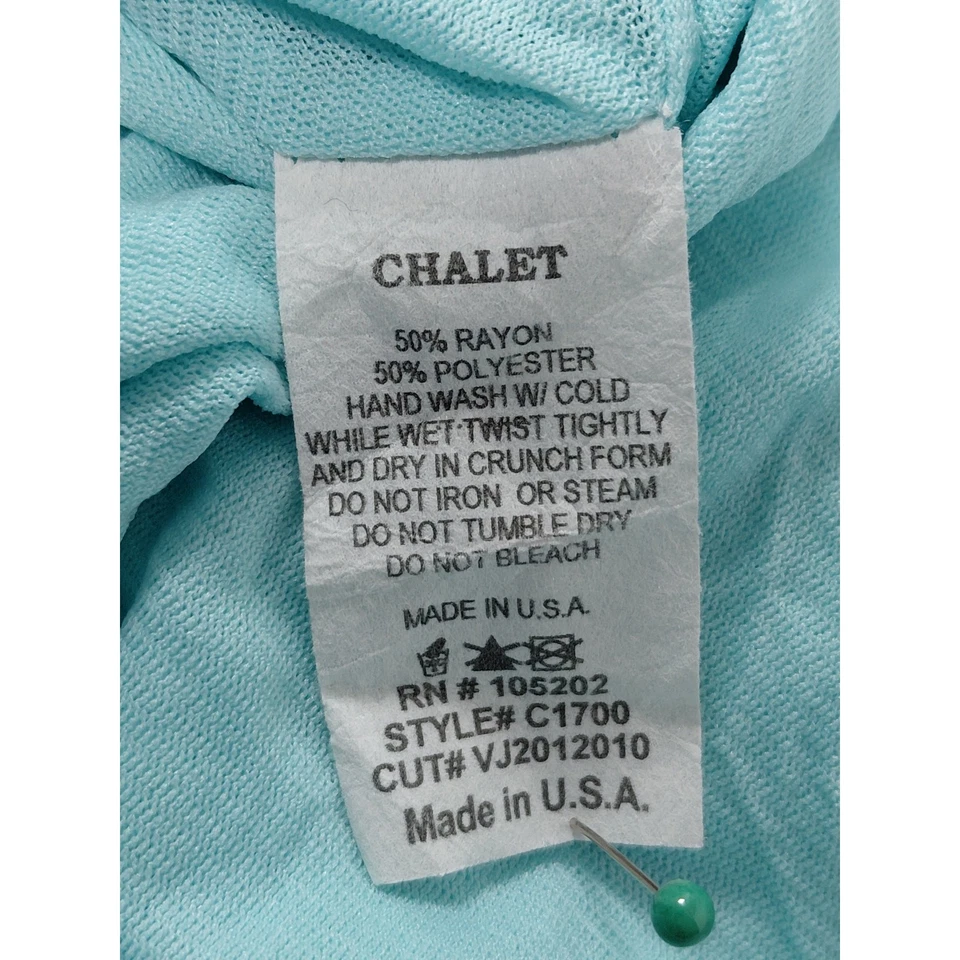 CHALET
50% RAYON
50% POLYESTER
HAND WASH W/ COLD
WHILE WET TWIST TIGHTLY
AND DRY IN CRUNCH FORM
DO NOT IRON OR STEAM
DO NOT TUMBLE DRY
DO NOT BLEACH
MADE IN U.S.A.
RN # 105202
STYLE# C1700
CUT# VJ2012010
Made in U.S.A.